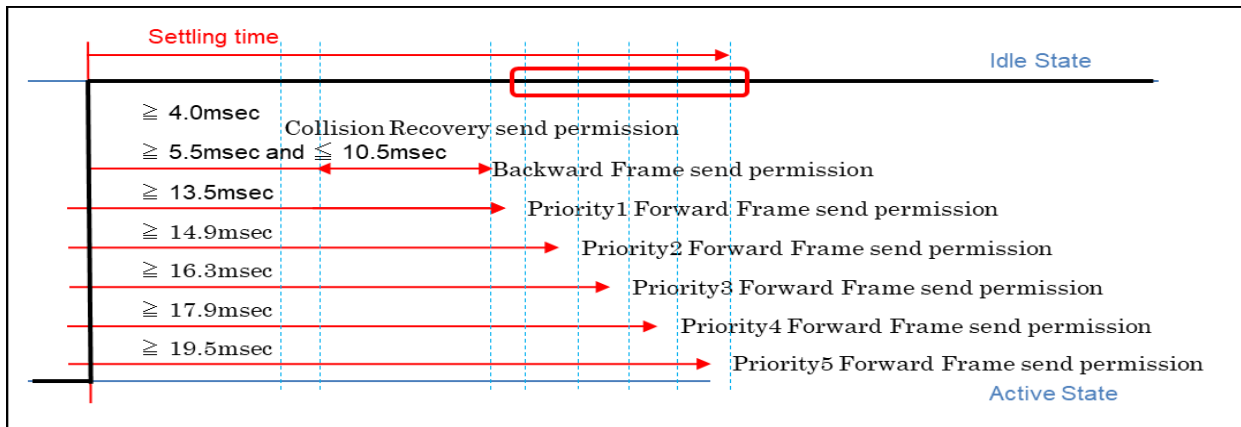 Settling time
Idle State
≧ 4.0msec
Collision Recovery send permission
≧ 5.5msec and ≦ 10.5msec
Backward Frame send permission
≧ 13.5msec
Priority1 Forward Frame send permission
≧ 14.9msec
Priority2 Forward Frame send permission
≧ 16.3msec
Priority3 Forward Frame send permission
≧ 17.9msec
Priority4 Forward Frame send permission
≧ 19.5msec
Priority5 Forward Frame send permission
Active State